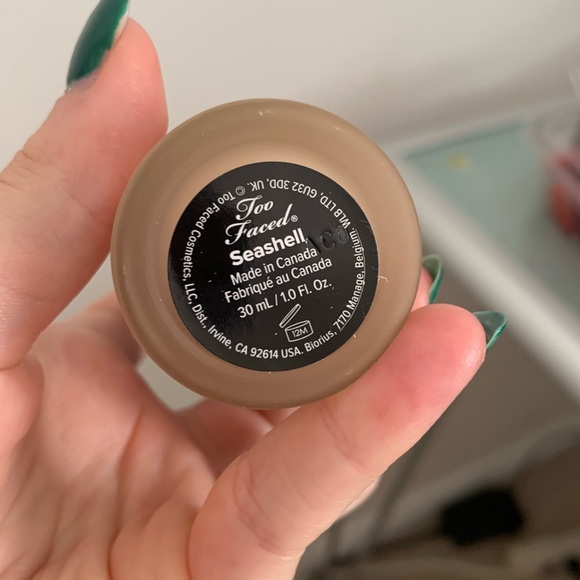 Too
Faced®
Seashell
Made in Canada
Fabriqué au Canada
30 mL / 1.0 Fl. Oz.
12M
© Too Faced Cosmetics, LLC, Dist., Irvine, CA 92614 USA. Biorius, 7170 Manage, Belgium. WLB LTD, GU32 3DD, UK.